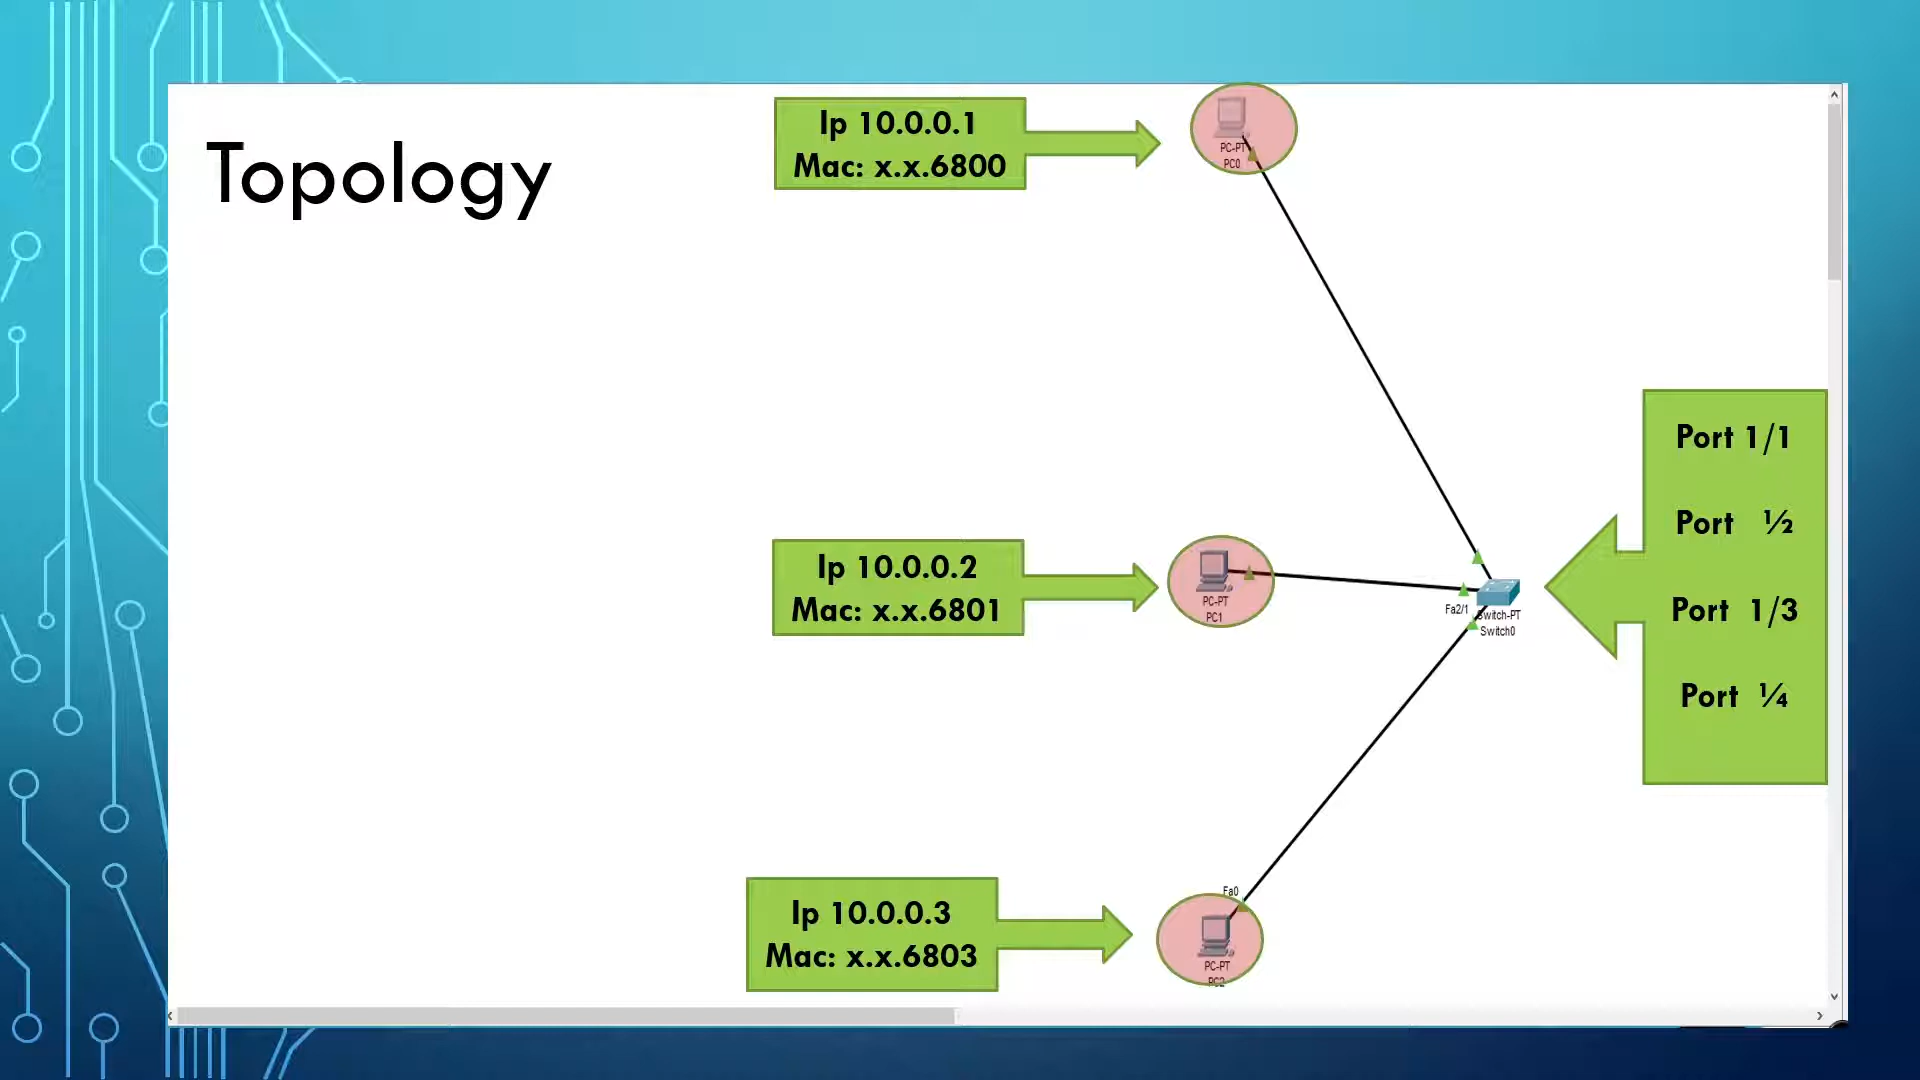 Topology
Ip 10.0.0.1
Mac: x.x.6800
PC-PT
PC0
Port 1/1
Port ½
Port 1/3
Port ¼
Ip 10.0.0.2
Mac: x.x.6801
PC-PT
PC1
Fa2/1
Switch-PT
Switch0
Ip 10.0.0.3
Mac: x.x.6803
Fa0
PC-PT
PC2